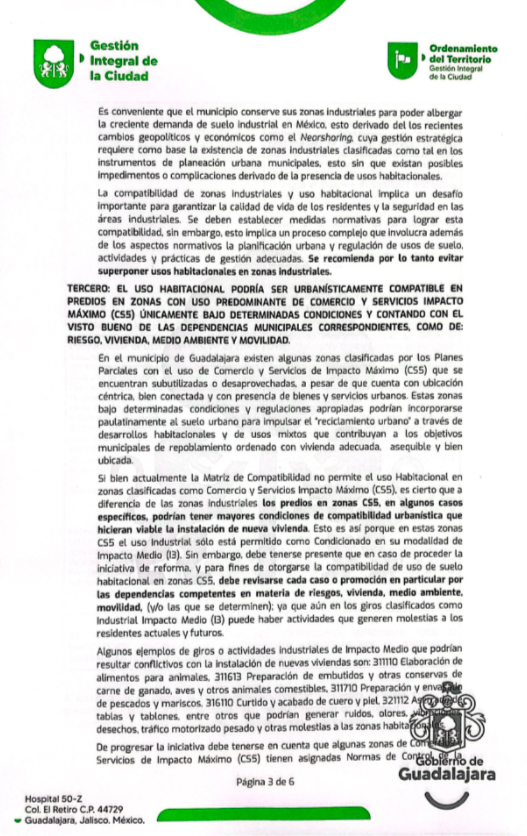 Gestión
Integral de
la Ciudad
Ordenamiento
del Territorio
Gestión Integral
de la Ciudad
Es conveniente que el municipio conserve sus zonas industriales para poder albergar
la creciente demanda de suelo industrial en México, esto derivado del los recientes
cambios geopolíticos y económicos como el Neorshoring, cuya gestión estratégica
requiere como base la existencia de zonas industriales clasificadas como tal en los
instrumentos de planeación urbana municipales, esto sin que existan posibles
impedimentos o complicaciones derivado de la presencia de usos habitacionales.
La compatibilidad de zonas industriales y uso habitacional implica un desafío
importante para garantizar la calidad de vida de los residentes y la seguridad en las
áreas industriales. Se deben establecer medidas normativas para lograr esta
compatibilidad, sin embargo, esto implica un proceso complejo que involucra además
de los aspectos normativos la planificación urbana y regulación de usos de suelo,
actividades y prácticas de gestión adecuadas. Se recomienda por lo tanto evitar
superponer usos habitacionales en zonas industriales.
TERCERO: EL USO HABITACIONAL PODRÍA SER URBANÍSTICAMENTE COMPATIBLE EN
PREDIOS EN ZONAS CON USO PREDOMINANTE DE COMERCIO Y SERVICIOS IMPACTO
MÁXIMO (CS5) ÚNICAMENTE BAJO DETERMINADAS CONDICIONES Y CONTANDO CON EL
VISTO BUENO DE LAS DEPENDENCIAS MUNICIPALES CORRESPONDIENTES, COMO DE:
RIESGO, VIVIENDA, MEDIO AMBIENTE Y MOVILIDAD.
En el municipio de Guadalajara existen algunas zonas clasificadas por los Planes
Parciales con el uso de Comercio y Servicios de Impacto Máximo (CS5) que se
encuentran subutilizadas o desaprovechadas, a pesar de que cuenta con ubicación
céntrica, bien conectada y con presencia de bienes y servicios urbanos. Estas zonas
bajo determinadas condiciones y regulaciones apropiadas podrían incorporarse
paulatinamente al suelo urbano para impulsar el "reciclamiento urbano" a través de
desarrollos habitacionales y de usos mixtos que contribuyan a los objetivos
municipales de repoblamiento ordenado con vivienda adecuada, asequible y bien
ubicada.
Si bien actualmente la Matriz de Compatibilidad no permite el uso Habitacional en
zonas clasificadas como Comercio y Servicios Impacto Máximo (CS5), es cierto que a
diferencia de las zonas industriales los predios en zonas CS5, en algunos casos
específicos, podrían tener mayores condiciones de compatibilidad urbanística que
hicieran viable la instalación de nueva vivienda. Esto es así porque en estas zonas
CS5 el uso Industrial sólo está permitido como Condicionado en su modalidad de
Impacto Medio (I3). Sin embargo, debe tenerse presente que en caso de proceder la
iniciativa de reforma, y para fines de otorgarse la compatibilidad de uso de suelo
habitacional en zonas CS5, debe revisarse cada caso o promoción en particular por
las dependencias competentes en materia de riesgos, vivienda, medio ambiente,
movilidad, (y/o las que se determinen); ya que aún en los giros clasificados como
Industrial Impacto Medio (I3) puede haber actividades que generen molestias a los
residentes actuales y futuros.
Algunos ejemplos de giros o actividades industriales de Impacto Medio que podrían
resultar conflictivos con la instalación de nuevas viviendas son: 311110 Elaboración de
alimentos para animales, 311613 Preparación de embutidos y otras conservas de
carne de ganado, aves y otros animales comestibles, 311710 Preparación y
de pescados y mariscos, 316110 Curtido y acabado de cuero y piel, 321112
tablas y tablones, entre otros que podrían generar ruidos, olores,
desechos, tráfico motorizado pesado y otras molestias a las zonas
De progresar la iniciativa debe tenerse en cuenta que algunas zonas de
Servicios de Impacto Máximo (CS5) tienen asignadas Normas de Control de la
Gobierno de
Guadalajara
Página 3 de 6
Hospital 50-Z
Col. El Retiro C.P. 44729
Guadalajara, Jalisco. México.